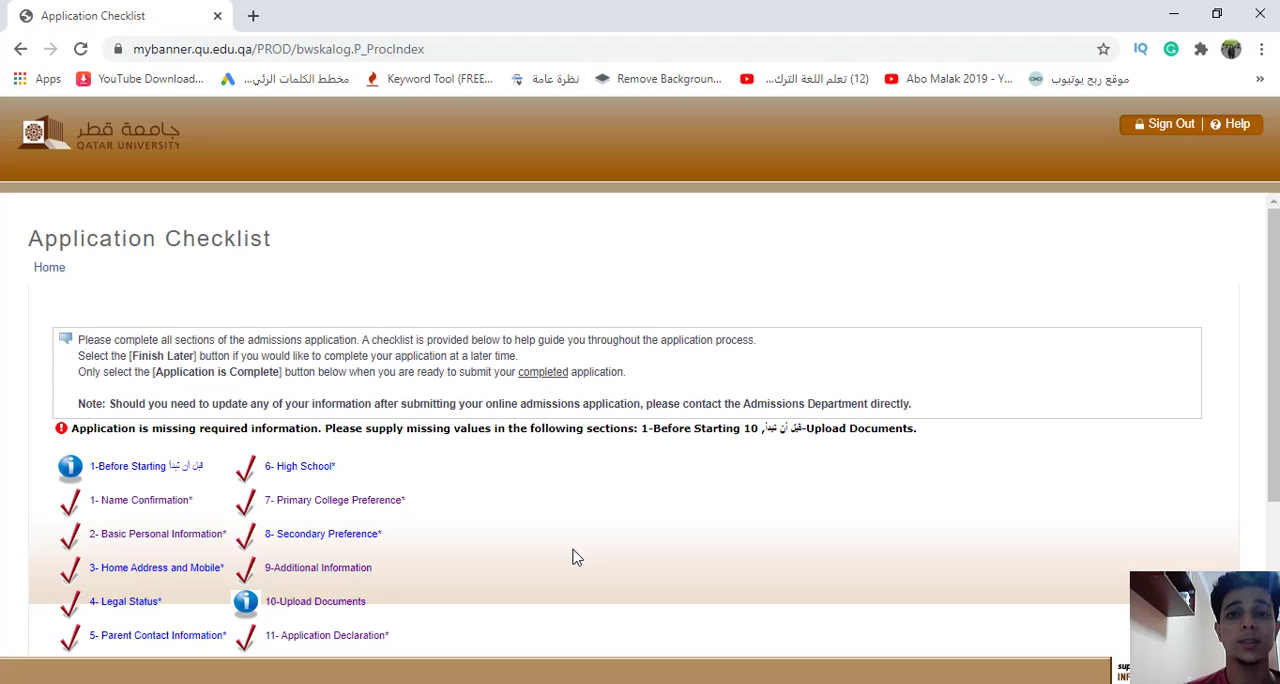 Application Checklist
mybanner.qu.edu.qa/PROD/bwskalog.P_ProcIndex
IQ
Apps
YouTube Download...
مخطط الكلمات الرئي...
Keyword Tool (FREE...
نظرة عامة
Remove Backgroun...
(12) تعلم اللغة الترك...
Abo Malak 2019 - Y...
موقع ربح يوتيوب
»
جامعة قطر
QATAR UNIVERSITY
Sign Out | Help
Application Checklist
Home
Please complete all sections of the admissions application. A checklist is provided below to help guide you throughout the application process.
Select the [Finish Later] button if you would like to complete your application at a later time.
Only select the [Application is Complete] button below when you are ready to submit your completed application.
Note: Should you need to update any of your information after submitting your online admissions application, please contact the Admissions Department directly.
Application is missing required information. Please supply missing values in the following sections: 1-Before Starting قبل أن تبدأ, 10-Upload Documents.
1-Before Starting قبل أن تبدأ
1- Name Confirmation*
2- Basic Personal Information*
3- Home Address and Mobile*
4- Legal Status*
5- Parent Contact Information*
6- High School*
7- Primary College Preference*
8- Secondary Preference*
9-Additional Information
10-Upload Documents
11- Application Declaration*